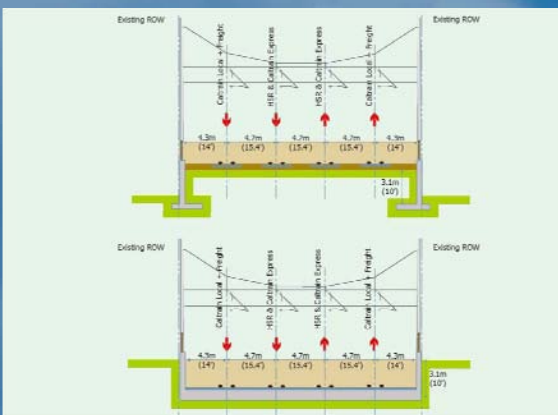 Existing ROW
Existing ROW
Caltrain Local + Freight
HSR & Caltrain Express
HSR & Caltrain Express
Caltrain Local + Freight
4.3m 4.7m 4.7m 4.7m 4.3m
(14') (15.4') (15.4') (15.4') (14')
3.1m
(10')
Existing ROW
Existing ROW
Caltrain Local + Freight
HSR & Caltrain Express
HSR & Caltrain Express
Caltrain Local + Freight
4.3m 4.7m 4.7m 4.7m 4.3m
(14') (15.4') (15.4') (15.4') (14')
3.1m
(10')